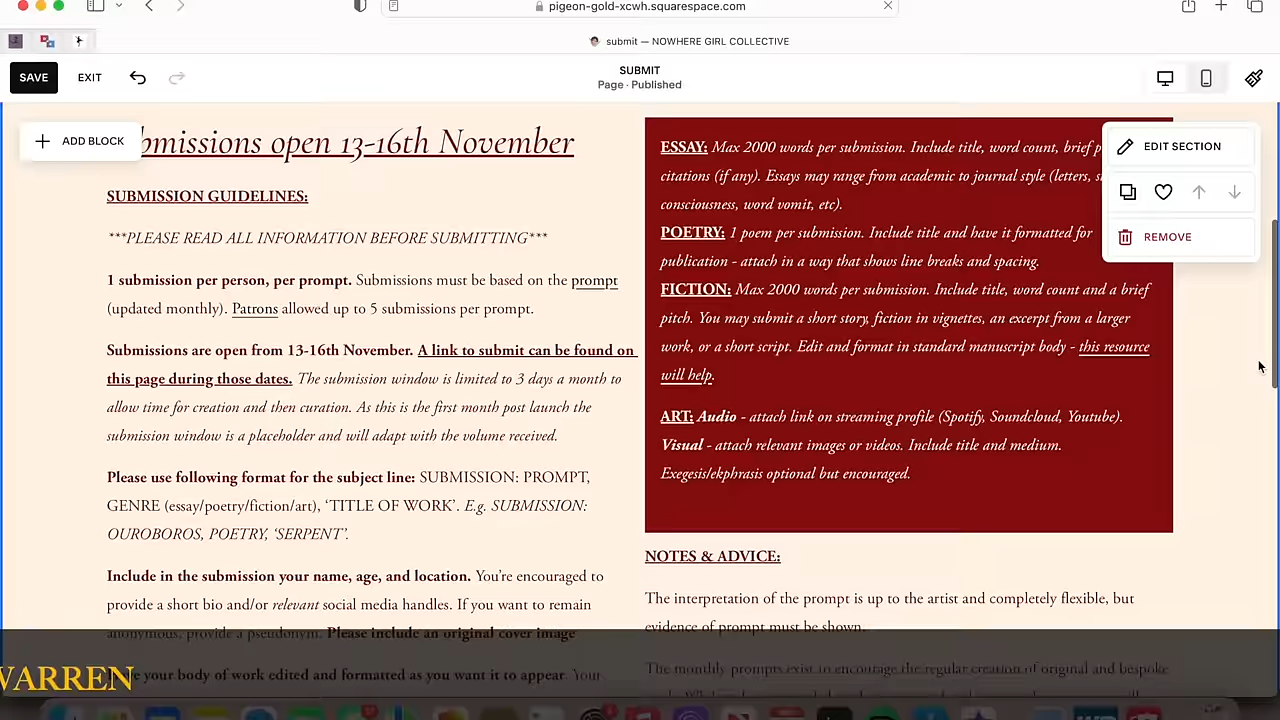 pigeon-gold-xcwh.squarespace.com
submit — NOWHERE GIRL COLLECTIVE
SAVE
EXIT
SUBMIT
Page · Published
ADD BLOCK
bmissions open 13-16th November
SUBMISSION GUIDELINES:
***PLEASE READ ALL INFORMATION BEFORE SUBMITTING***
1 submission per person, per prompt. Submissions must be based on the prompt
(updated monthly). Patrons allowed up to 5 submissions per prompt.
Submissions are open from 13-16th November. A link to submit can be found on
this page during those dates. The submission window is limited to 3 days a month to
allow time for creation and then curation. As this is the first month post launch the
submission window is a placeholder and will adapt with the volume received.
Please use following format for the subject line: SUBMISSION: PROMPT,
GENRE (essay/poetry/fiction/art), ‘TITLE OF WORK’. E.g. SUBMISSION:
OUROBOROS, POETRY, ‘SERPENT’.
Include in the submission your name, age, and location. You’re encouraged to
provide a short bio and/or relevant social media handles. If you want to remain
anonymous, provide a pseudonym. Please include an original cover image
your body of work edited and formatted as you want it to appear. Your
ESSAY: Max 2000 words per submission. Include title, word count, brief p
citations (if any). Essays may range from academic to journal style (letters, s
consciousness, word vomit, etc).
POETRY: 1 poem per submission. Include title and have it formatted for
publication - attach in a way that shows line breaks and spacing.
FICTION: Max 2000 words per submission. Include title, word count and a brief
pitch. You may submit a short story, fiction in vignettes, an excerpt from a larger
work, or a short script. Edit and format in standard manuscript body - this resource
will help.
ART: Audio - attach link on streaming profile (Spotify, Soundcloud, Youtube).
Visual - attach relevant images or videos. Include title and medium.
Exegesis/ekphrasis optional but encouraged.
EDIT SECTION
REMOVE
NOTES & ADVICE:
The interpretation of the prompt is up to the artist and completely flexible, but
evidence of prompt must be shown.
The monthly prompts exist to encourage the regular creation of original and bespoke
WARREN